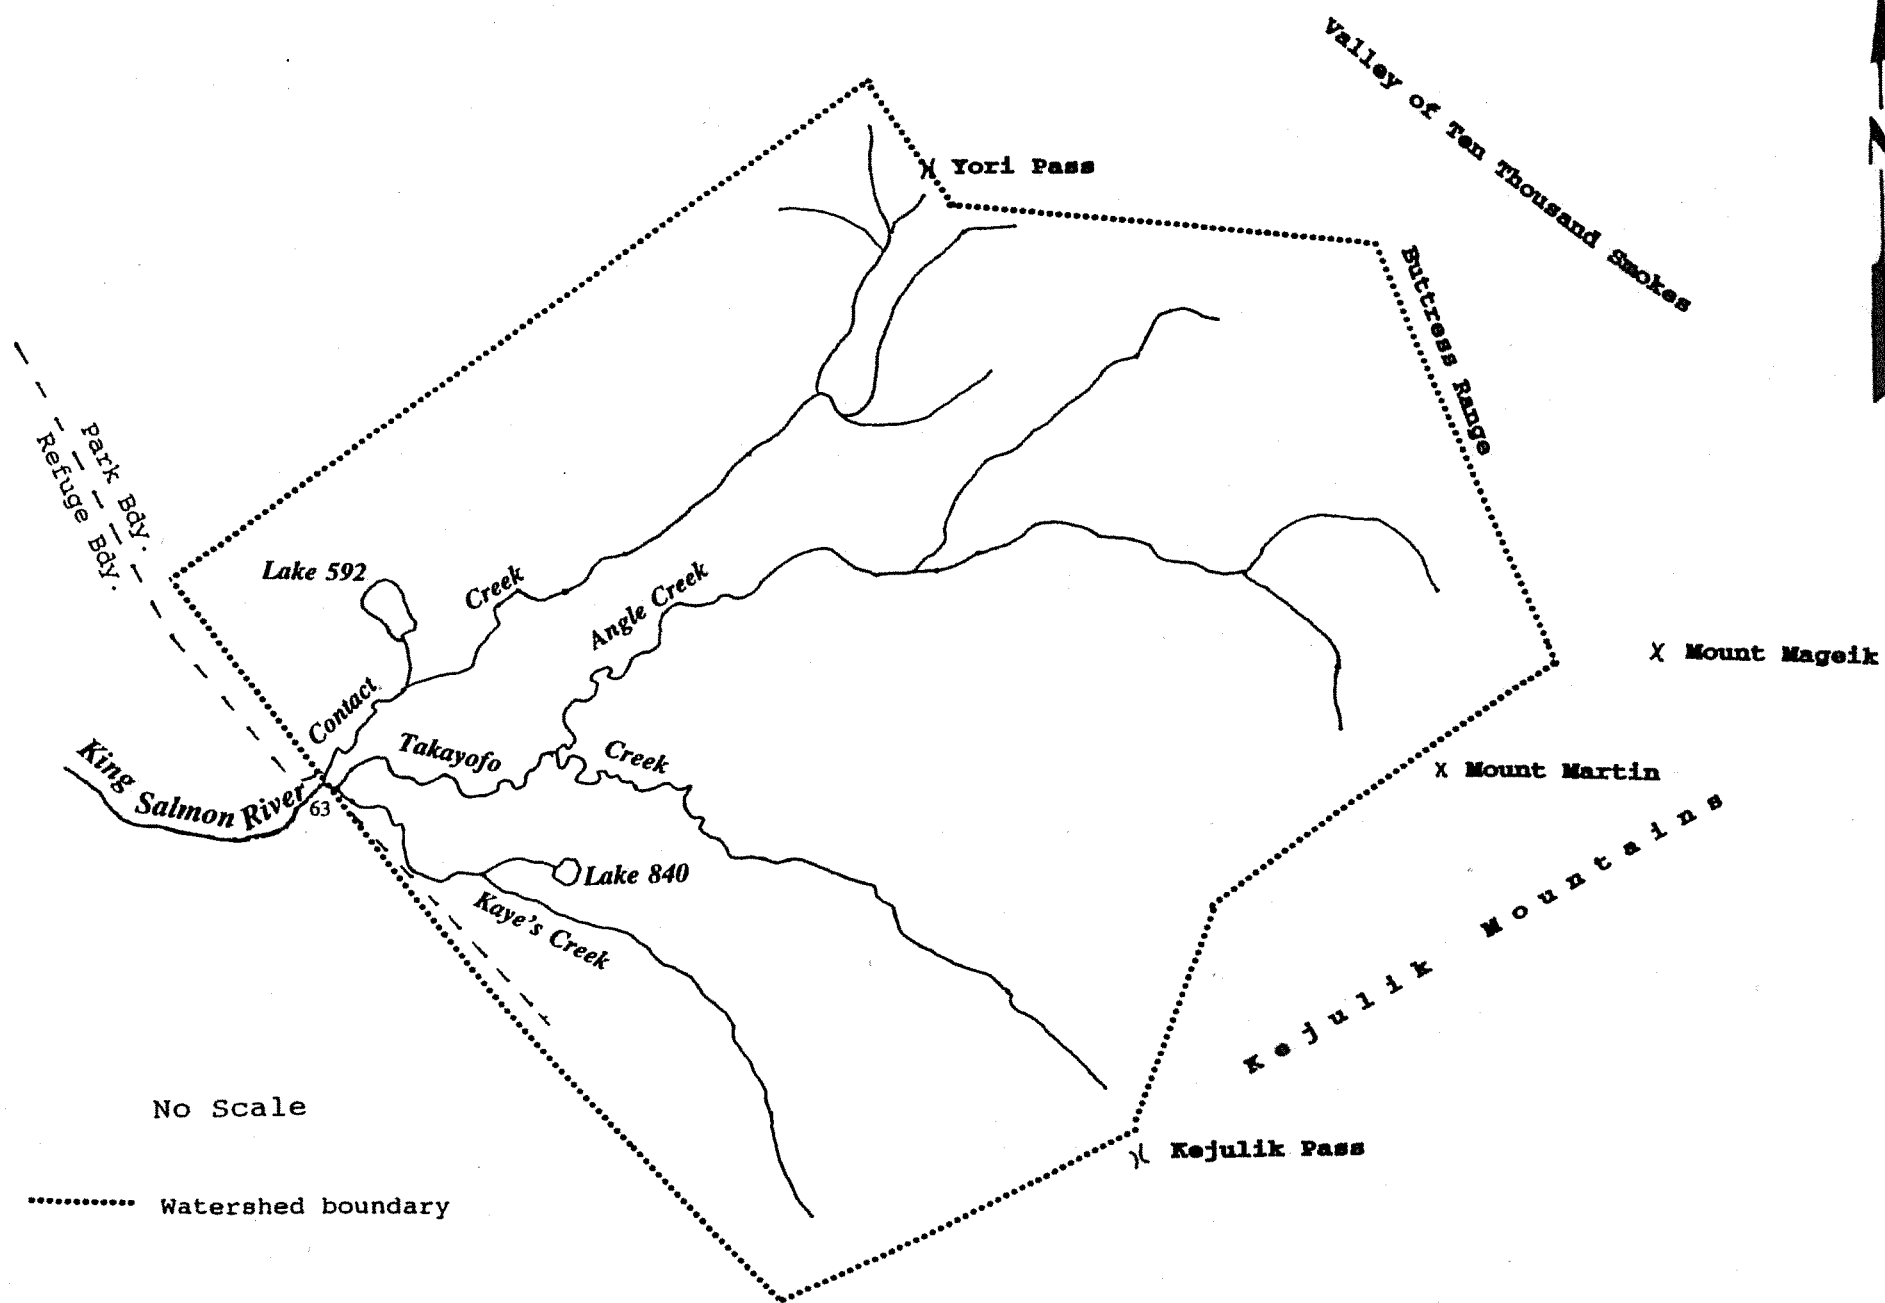 Valley of Ten Thousand Smokes
N
Yori Pass
Buttress Range
Park Bdy.
Refuge Bdy.
Lake 592
Creek
Angle Creek
Contact
Mount Mageik
Takayofo
Creek
King Salmon River
63
Mount Martin
Lake 840
Kaye's Creek
Kejulik Mountains
No Scale
Kejulik Pass
Watershed boundary